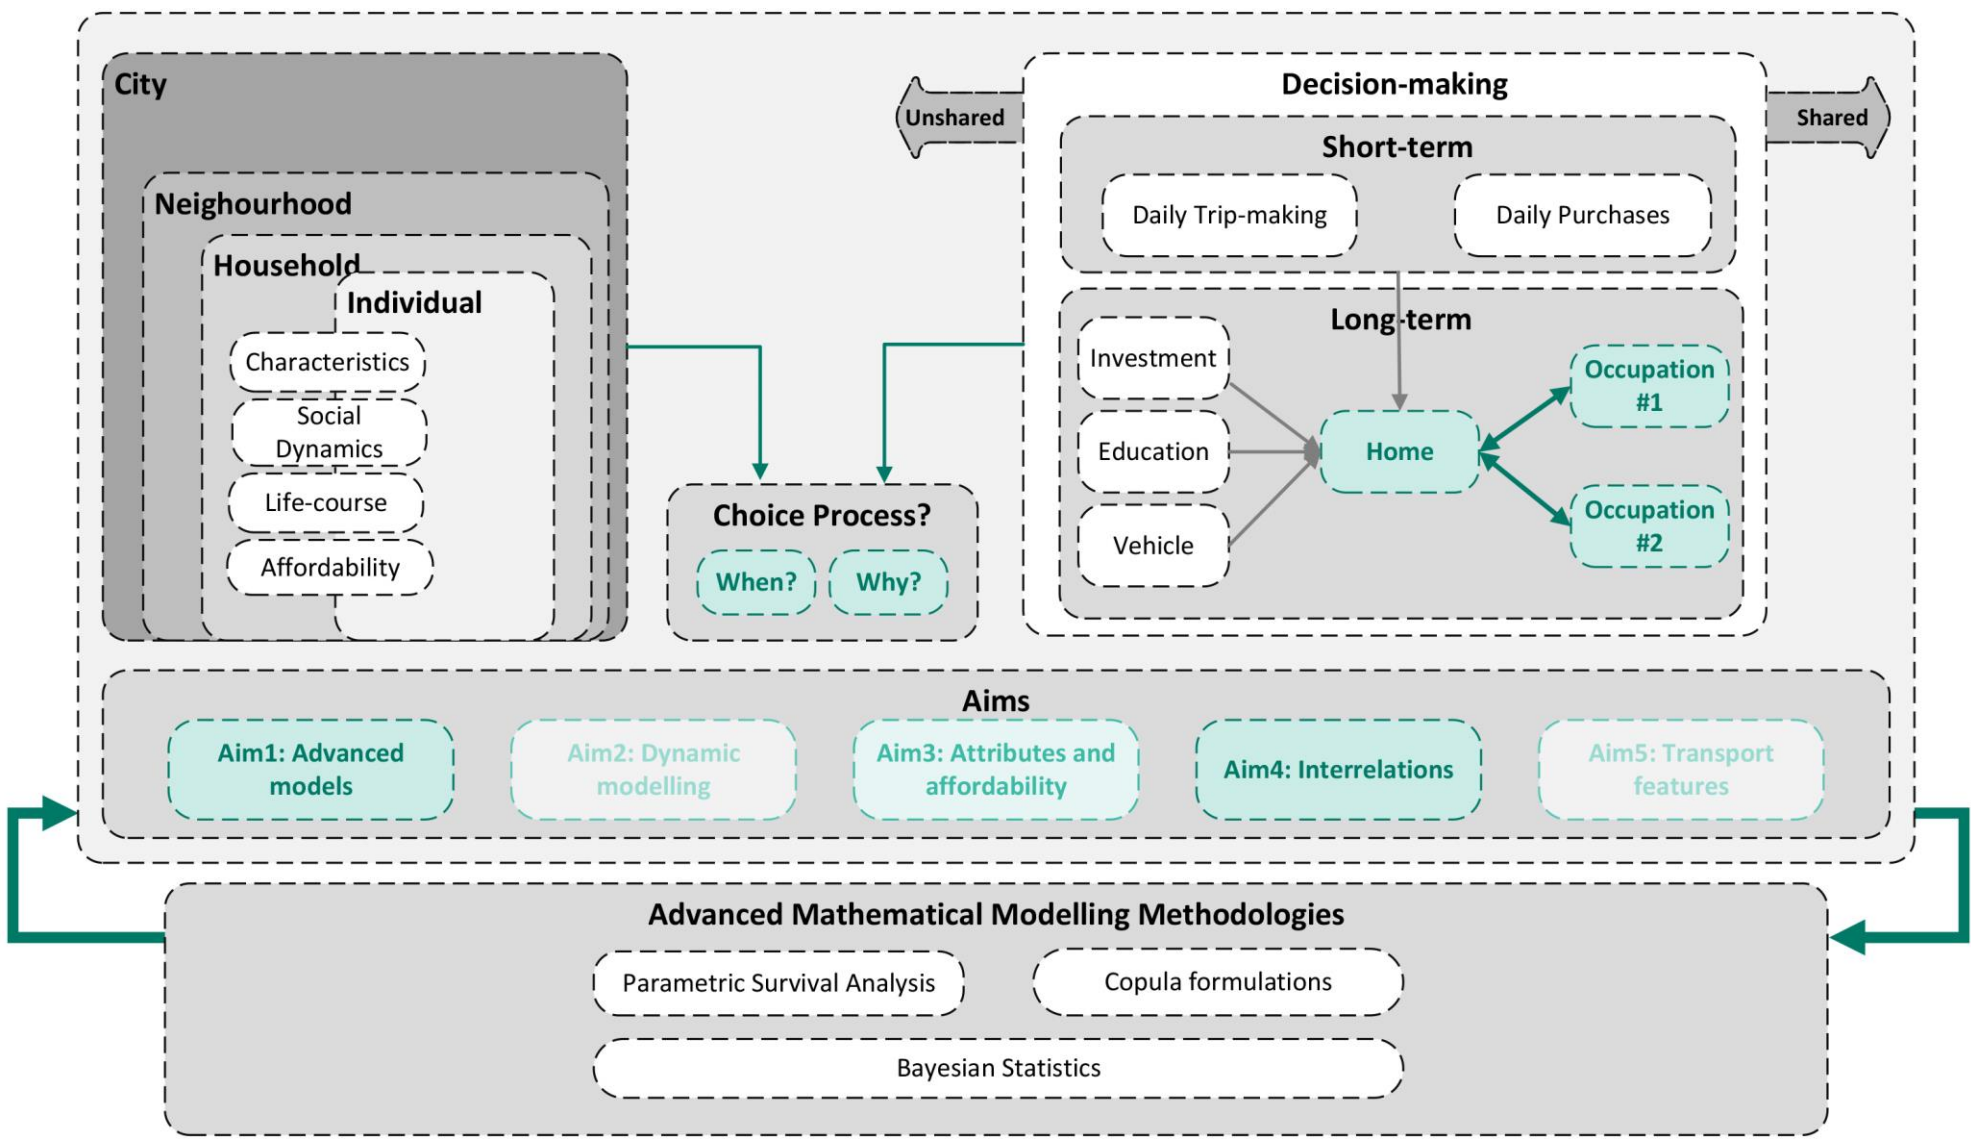 City
Neighourhood
Household
Individual
Characteristics
Social
Dynamics
Life-course
Affordability
Unshared
Decision-making
Shared
Short-term
Daily Trip-making
Daily Purchases
Long-term
Investment
Education
Vehicle
Home
Occupation
#1
Occupation
#2
Choice Process?
When?
Why?
Aims
Aim1: Advanced
models
Aim2: Dynamic
modelling
Aim3: Attributes and
affordability
Aim4: Interrelations
Aim5: Transport
features
Advanced Mathematical Modelling Methodologies
Parametric Survival Analysis
Copula formulations
Bayesian Statistics